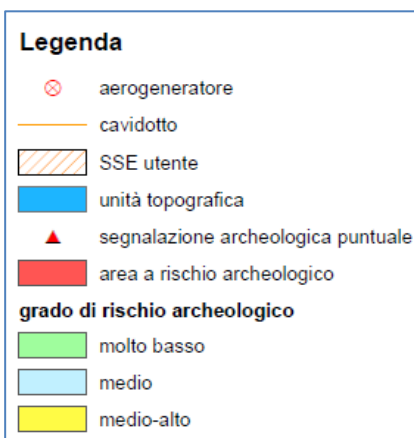 Legenda
aerogeneratore
cavidotto
SSE utente
unità topografica
segnalazione archeologica puntuale
area a rischio archeologico
grado di rischio archeologico
molto basso
medio
medio-alto